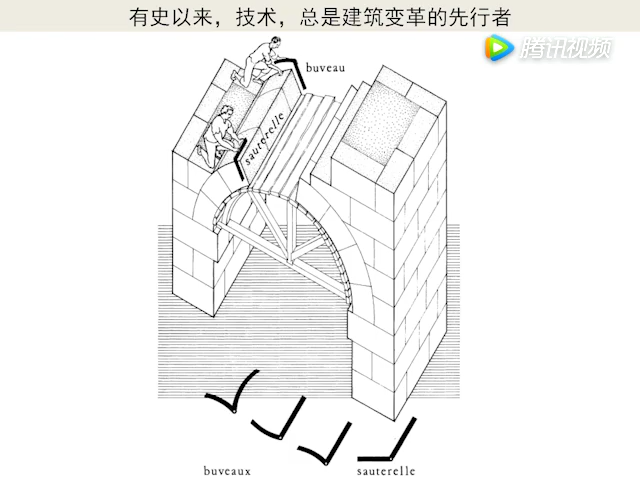 有史以来，技术，总是建筑变革的先行者
腾讯视频
buveau
sauterelle
buveaux
sauterelle